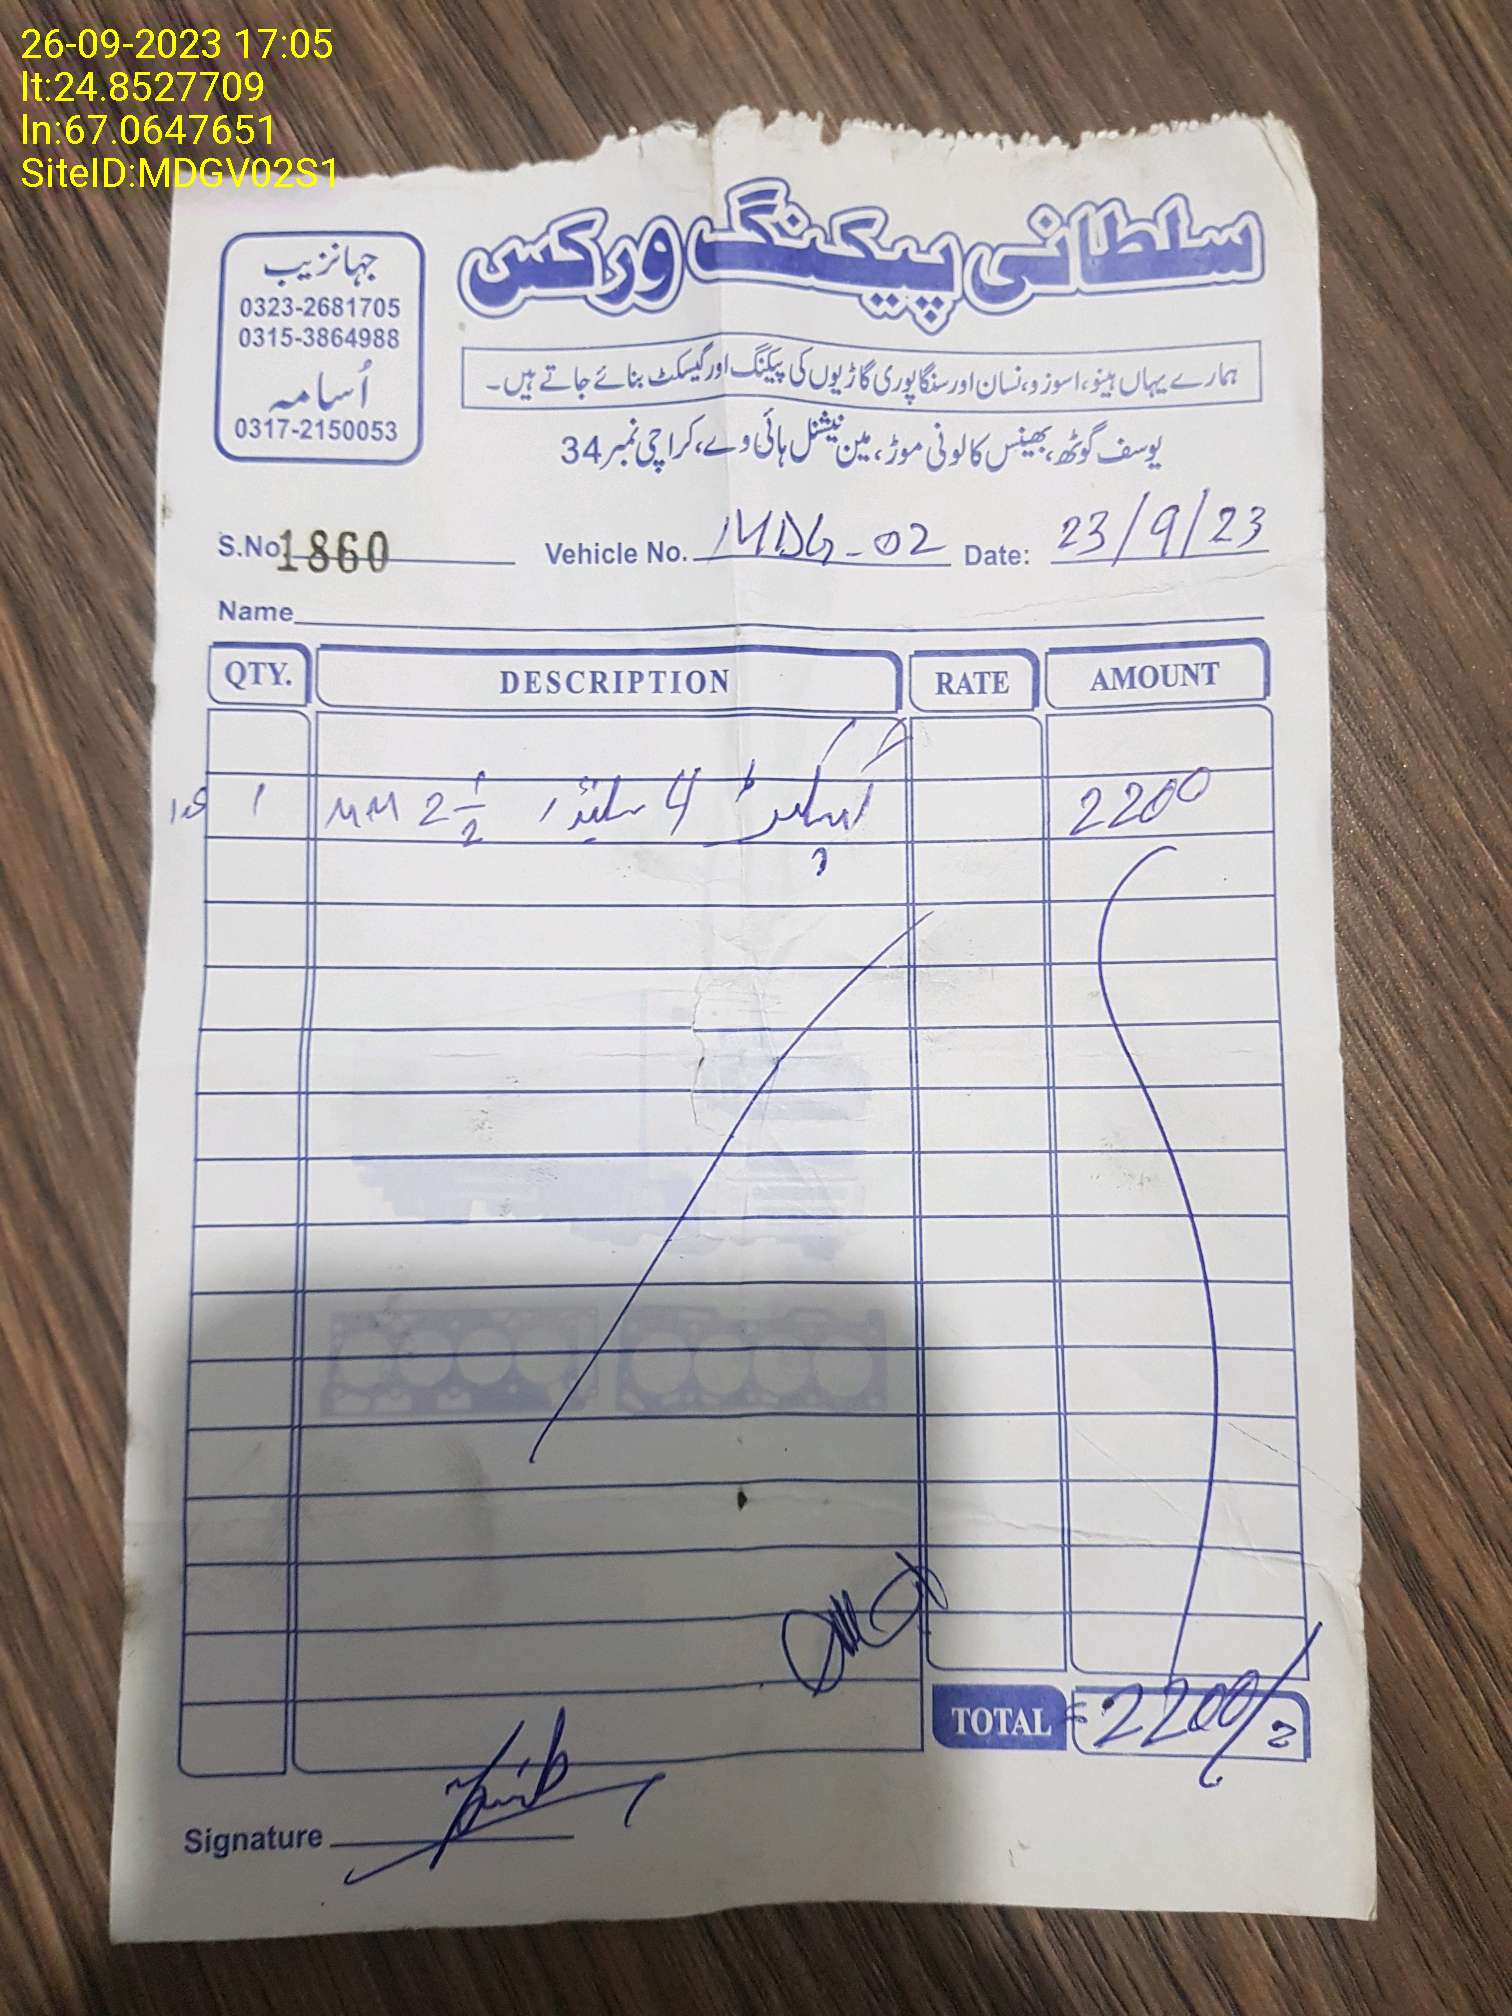 26-09-2023 17:05
lt:24.8527709
ln:67.0647651
SiteID:MDGV02S1
سلطانی پیکنگ ورکس
جہانزیب
0323-2681705
0315-3864988
اُسامہ
0317-2150053
ہمارے یہاں ہینو، اسوزو، نسان اور سنگاپوری گاڑیوں کی پیکنگ اور گیسکٹ بنائے جاتے ہیں۔
یوسف گوٹھ، بھینس کالونی موڑ، مین نیشنل ہائی وے، کراچی نمبر 34
S.No. 1860 Vehicle No. MDG-02 Date: 23/9/23
Name
QTY. DESCRIPTION RATE AMOUNT
1 4 سلینڈر 2 1/2 MM 2200
TOTAL 2200/
Signature